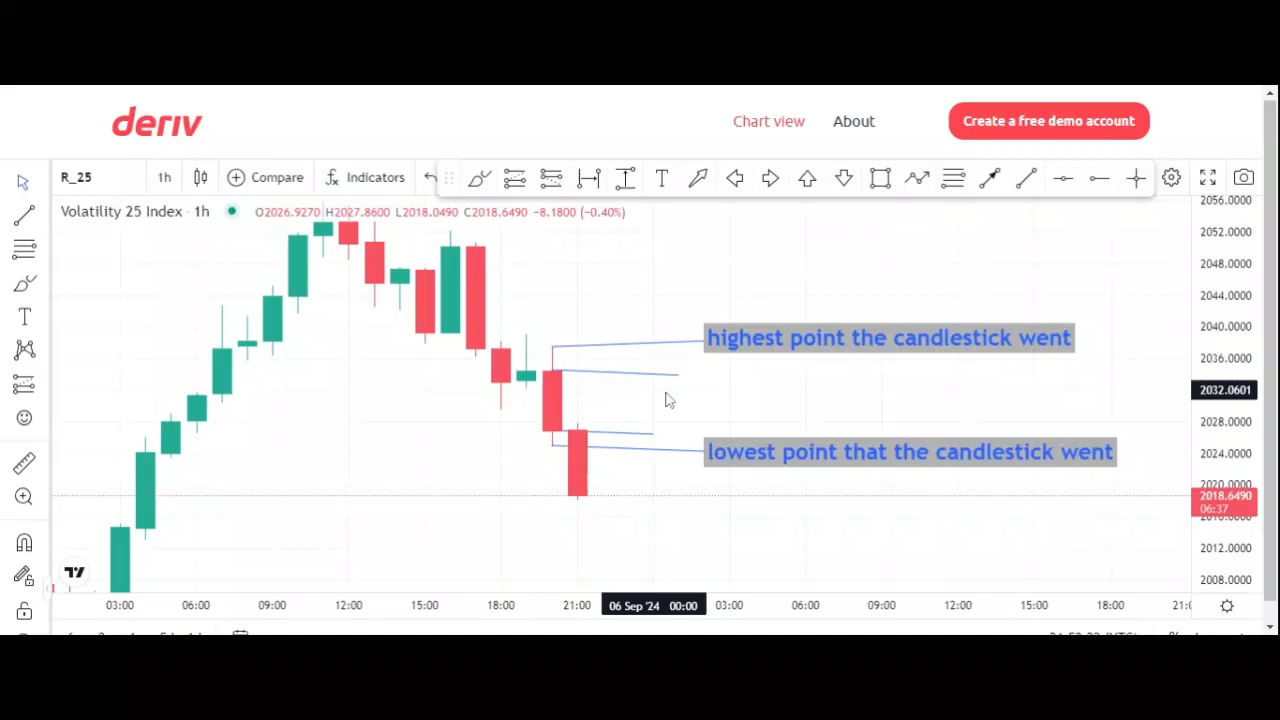 deriv
Chart view About Create a free demo account
R_25 1h Compare Indicators
Volatility 25 Index · 1h O2026.9270 H2027.8600 L2018.0490 C2018.6490 −8.1800 (−0.40%)
2056.0000
2052.0000
2048.0000
2044.0000
2040.0000
highest point the candlestick went
2036.0000
2032.0601
2028.0000
lowest point that the candlestick went
2024.0000
2020.0000
2018.6490
06:37
2016.0000
2012.0000
2008.0000
03:00 06:00 09:00 12:00 15:00 18:00 21:00 06 Sep '24 00:00 03:00 06:00 09:00 12:00 15:00 18:00